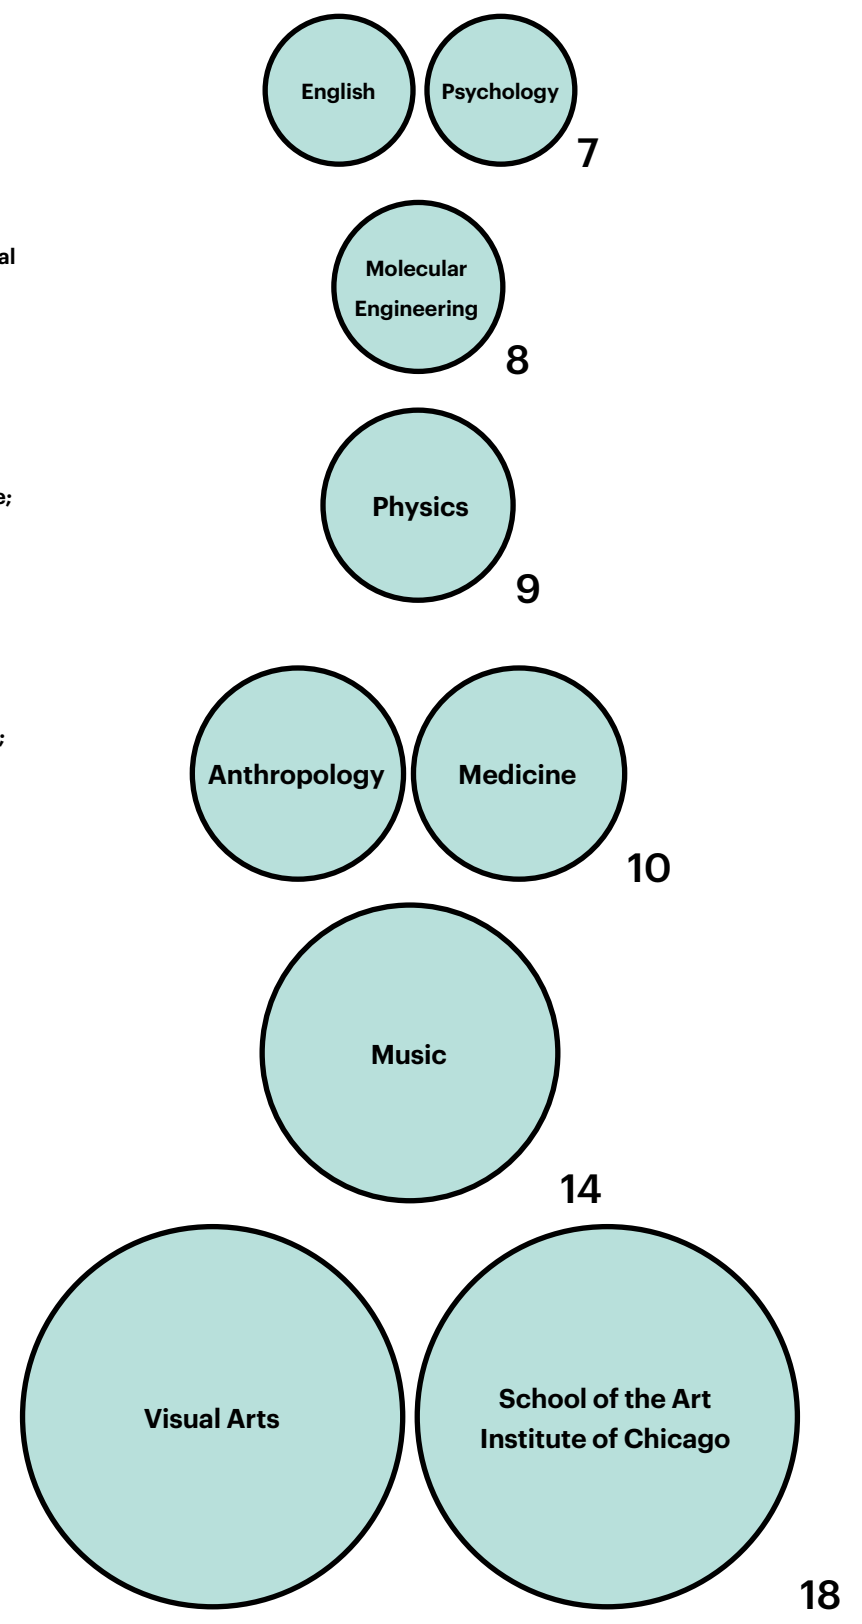 English
Psychology
7
al
Molecular
Engineering
8
e;
Physics
9
;
Anthropology
Medicine
10
Music
14
Visual Arts
School of the Art
Institute of Chicago
18